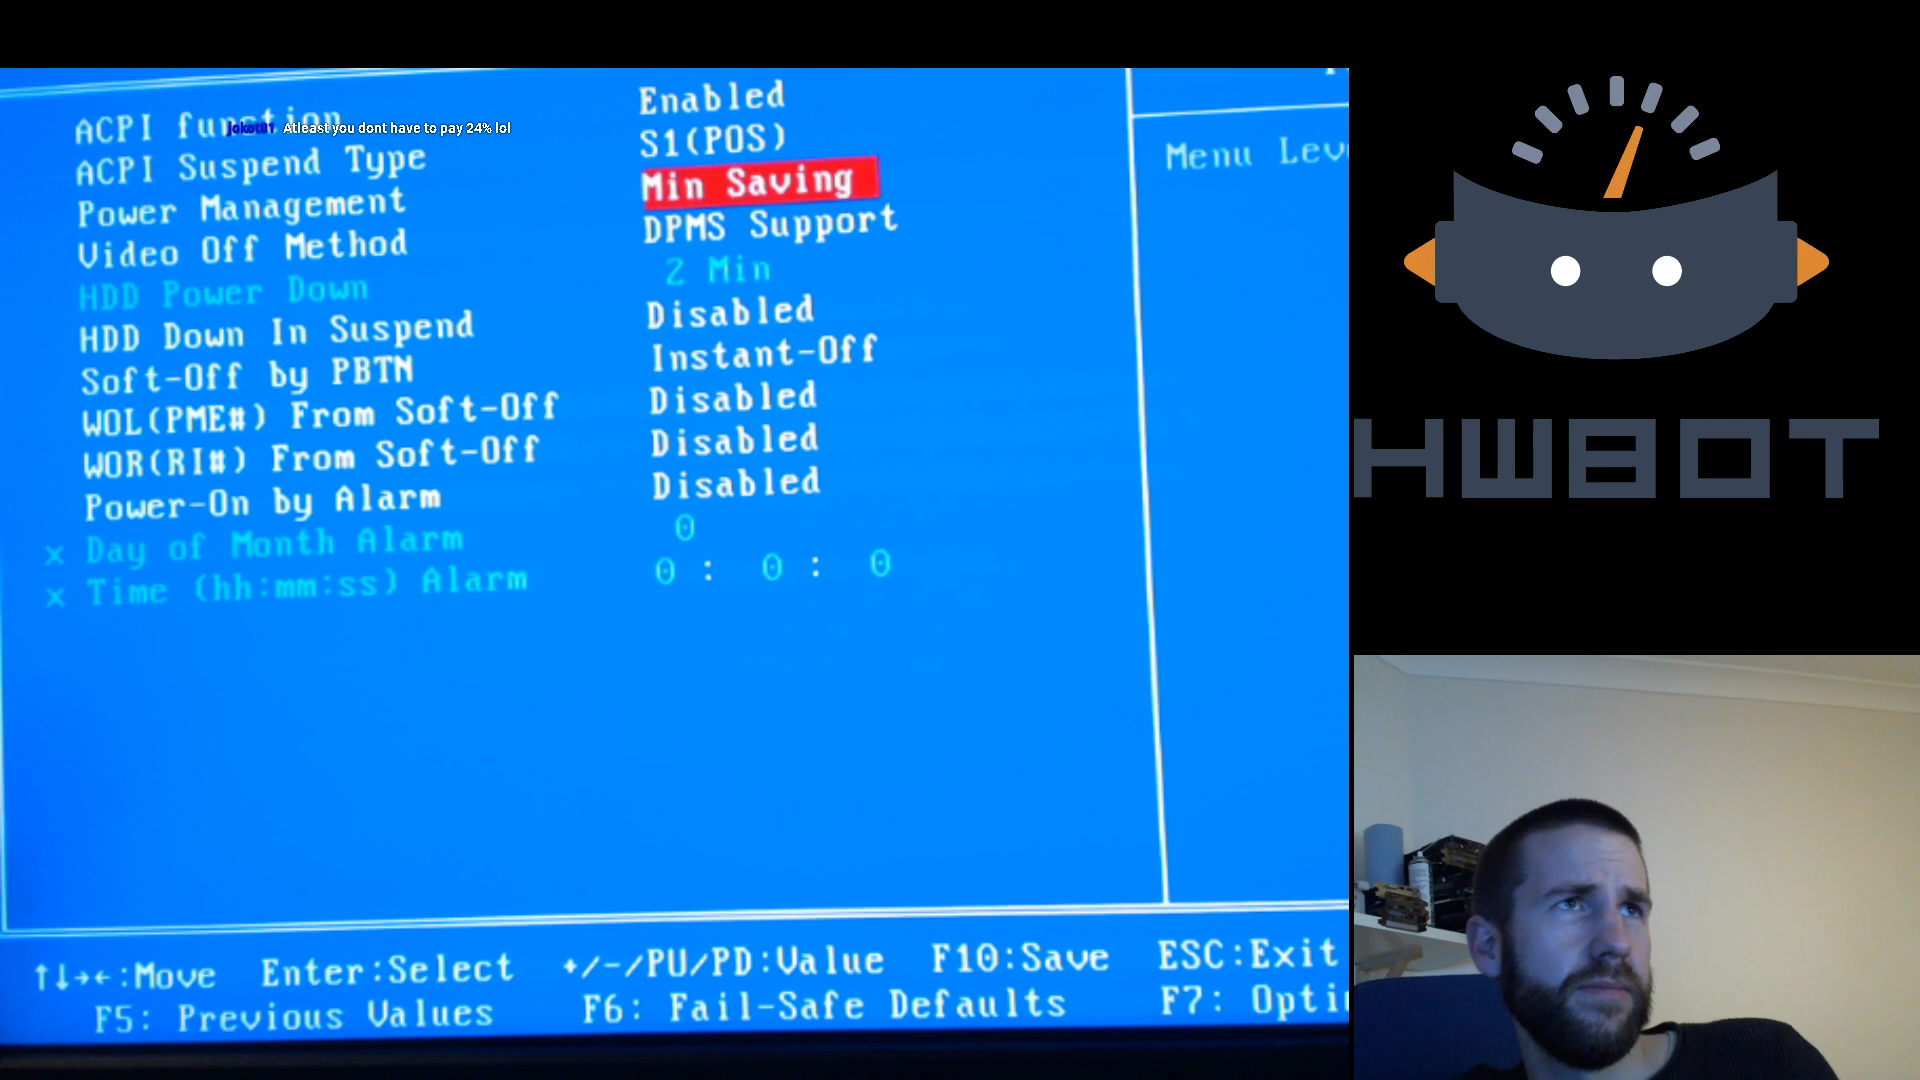 ACPI function Enabled
jokot01 Atleast you dont have to pay 24% lol
ACPI Suspend Type S1(POS)
Power Management Min Saving
Video Off Method DPMS Support
HDD Power Down 2 Min
HDD Down In Suspend Disabled
Soft-Off by PBTN Instant-Off
WOL(PME#) From Soft-Off Disabled
WOR(RI#) From Soft-Off Disabled
Power-On by Alarm Disabled
x Day of Month Alarm 0
x Time (hh:mm:ss) Alarm 0 : 0 : 0
Menu Lev
↑↓→←:Move Enter:Select +/-/PU/PD:Value F10:Save ESC:Exit
F5: Previous Values F6: Fail-Safe Defaults F7: Opti
HWBOT